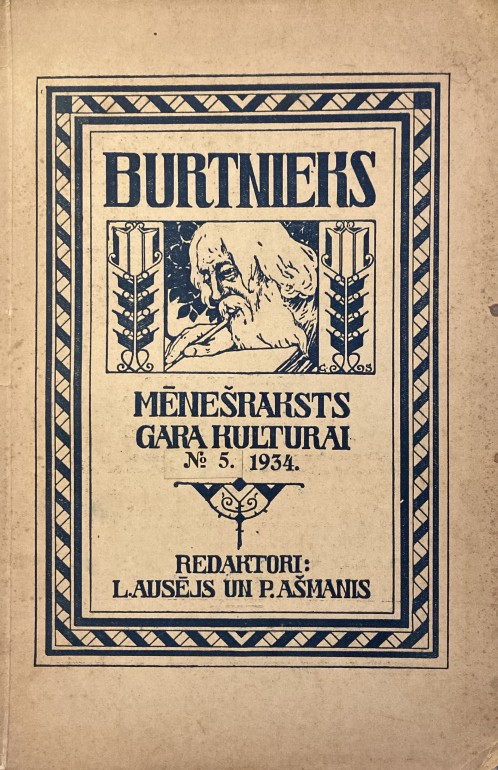 BURTNIEKS
G S
MĒNEŠRAKSTS
GARA KULTURAI
№ 5. 1934.
REDAKTORI:
L.AUSĒJS UN P.AŠMANIS